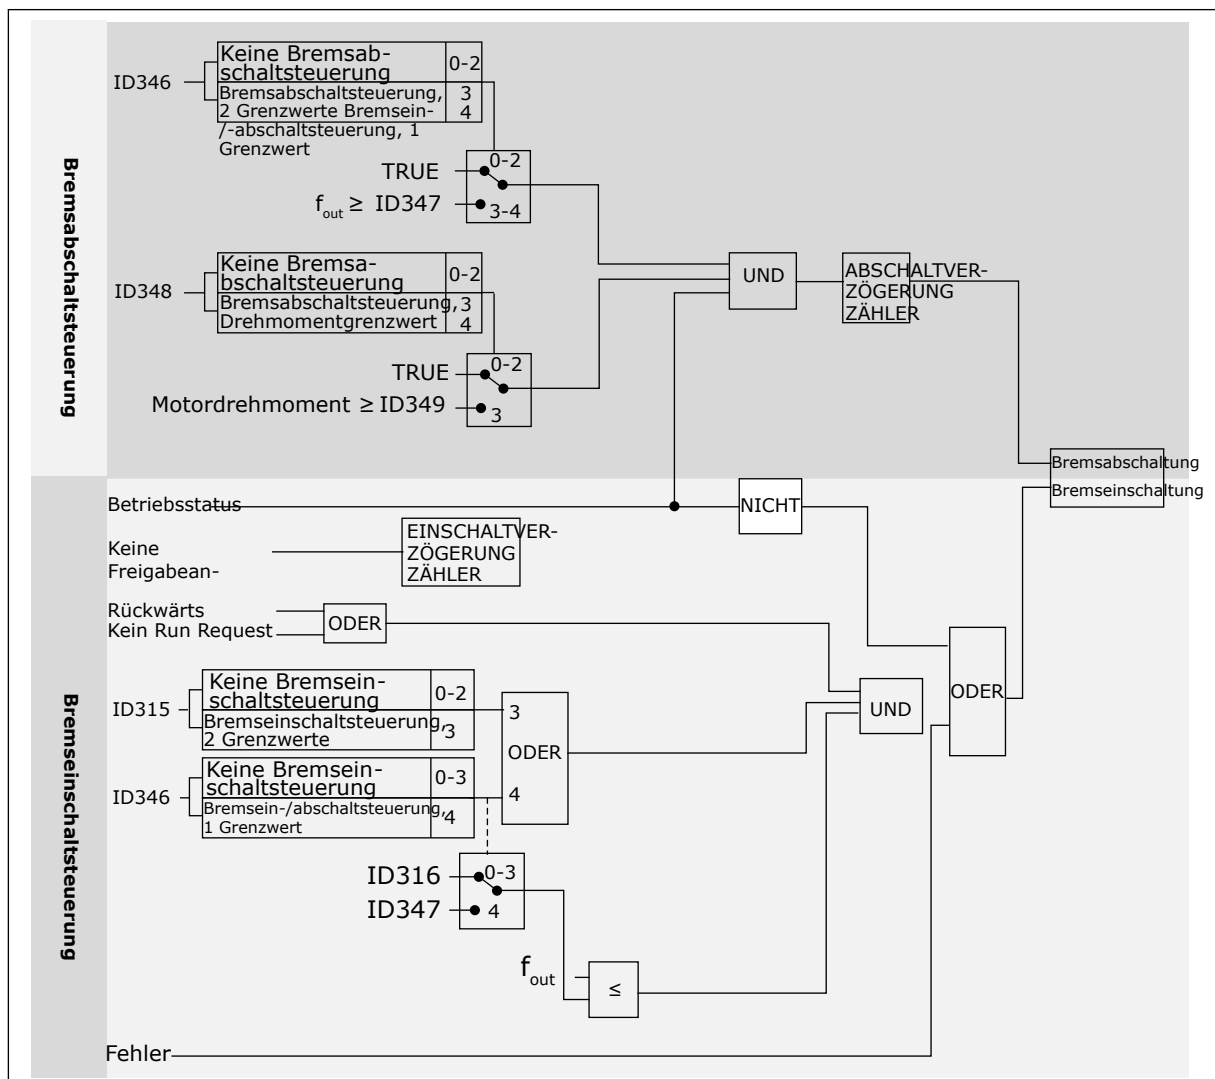 Bremsabschaltsteuerung
ID346
Keine Bremsab-
schaltsteuerung
0-2
Bremsabschaltsteuerung,
2 Grenzwerte Bremsein-
/-abschaltsteuerung, 1
Grenzwert
3
4
TRUE
0-2
f_out ≥ ID347
3-4
ID348
Keine Bremsa-
bschaltsteuerung
0-2
Bremsabschaltsteuerung,
Drehmomentgrenzwert
3
4
TRUE
0-2
Motordrehmoment ≥ ID349
3
UND
ABSCHALTVER-
ZÖGERUNG
ZÄHLER
Bremsabschaltung
Bremseinschaltung
Bremseinschaltsteuerung
Betriebsstatus
NICHT
Keine
Freigabean-
EINSCHALTVER-
ZÖGERUNG
ZÄHLER
Rückwärts
Kein Run Request
ODER
ID315
Keine Bremsein-
schaltsteuerung
0-2
Bremseinschaltsteuerung,
2 Grenzwerte
3
ID346
Keine Bremsein-
schaltsteuerung
0-3
Bremsein-/abschaltsteuerung,
1 Grenzwert
4
3
ODER
4
UND
ODER
ID316
0-3
ID347
4
f_out
≤
Fehler